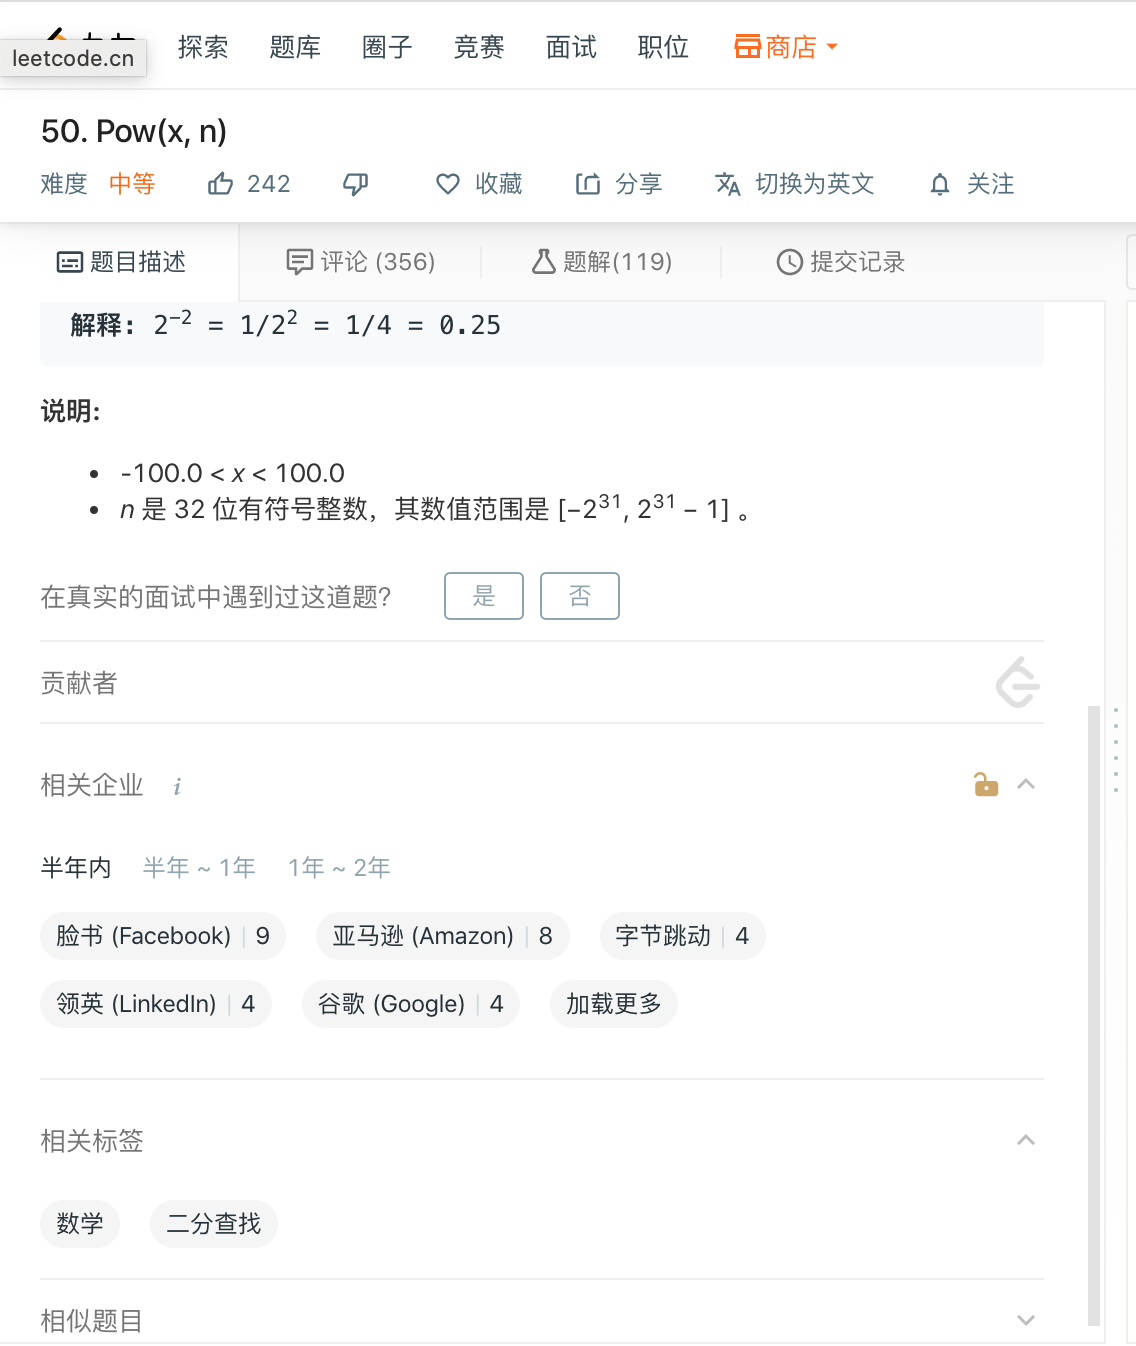 leetcode.cn
探索 题库 圈子 竞赛 面试 职位 商店
50. Pow(x, n)
难度 中等 242 收藏 分享 切换为英文 关注
题目描述 评论 (356) 题解(119) 提交记录
解释: 2⁻² = 1/2² = 1/4 = 0.25
说明:
• -100.0 < x < 100.0
• n 是 32 位有符号整数，其数值范围是 [−2³¹, 2³¹ − 1] 。
在真实的面试中遇到过这道题? 是 否
贡献者
相关企业 i
半年内 半年 ~ 1年 1年 ~ 2年
脸书 (Facebook) | 9 亚马逊 (Amazon) | 8 字节跳动 | 4
领英 (LinkedIn) | 4 谷歌 (Google) | 4 加载更多
相关标签
数学 二分查找
相似题目